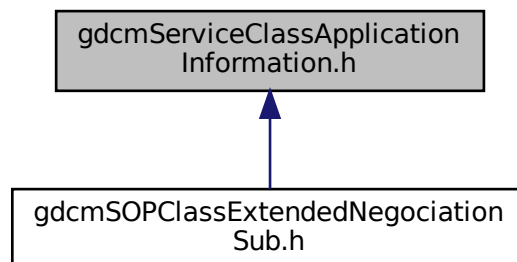 gdcmServiceClassApplication
Information.h
gdcmSOPClassExtendedNegociation
Sub.h